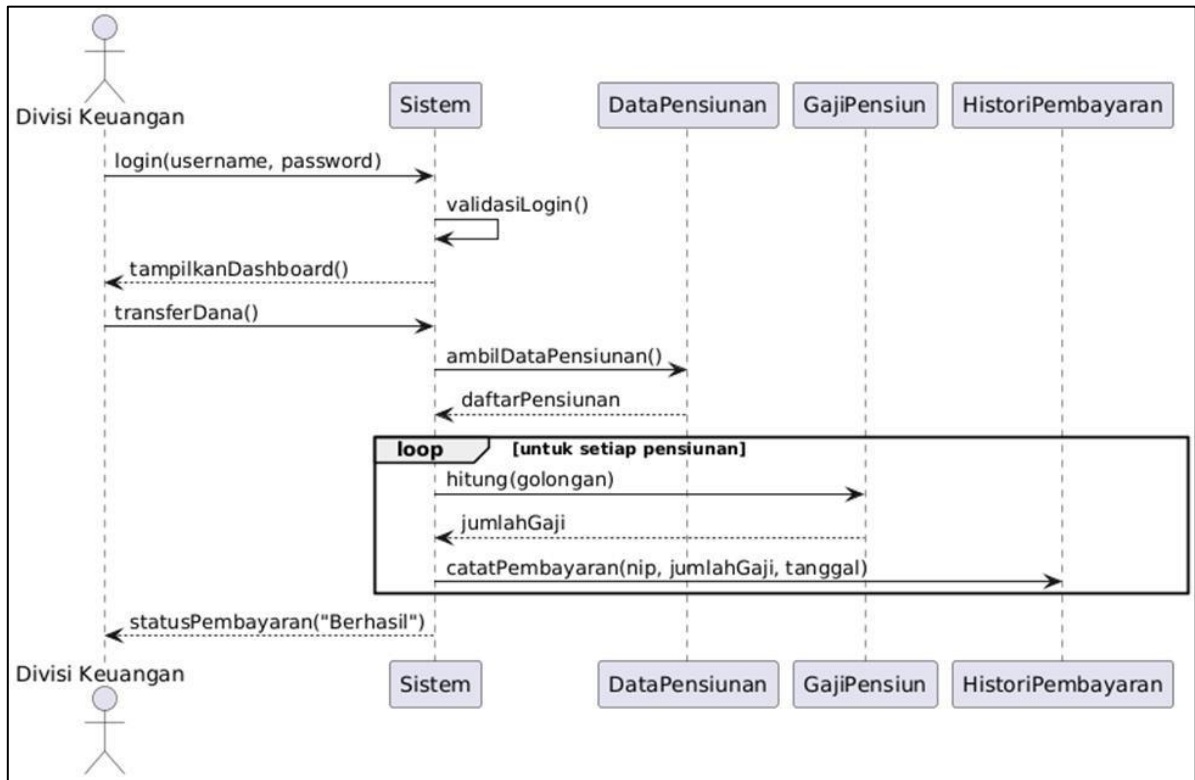 Divisi Keuangan
Sistem
DataPensiunan
GajiPensiun
HistoriPembayaran
login(username, password)
validasiLogin()
tampilkanDashboard()
transferDana()
ambilDataPensiunan()
daftarPensiunan
loop
[untuk setiap pensiunan]
hitung(golongan)
jumlahGaji
catatPembayaran(nip, jumlahGaji, tanggal)
statusPembayaran("Berhasil")
Divisi Keuangan
Sistem
DataPensiunan
GajiPensiun
HistoriPembayaran